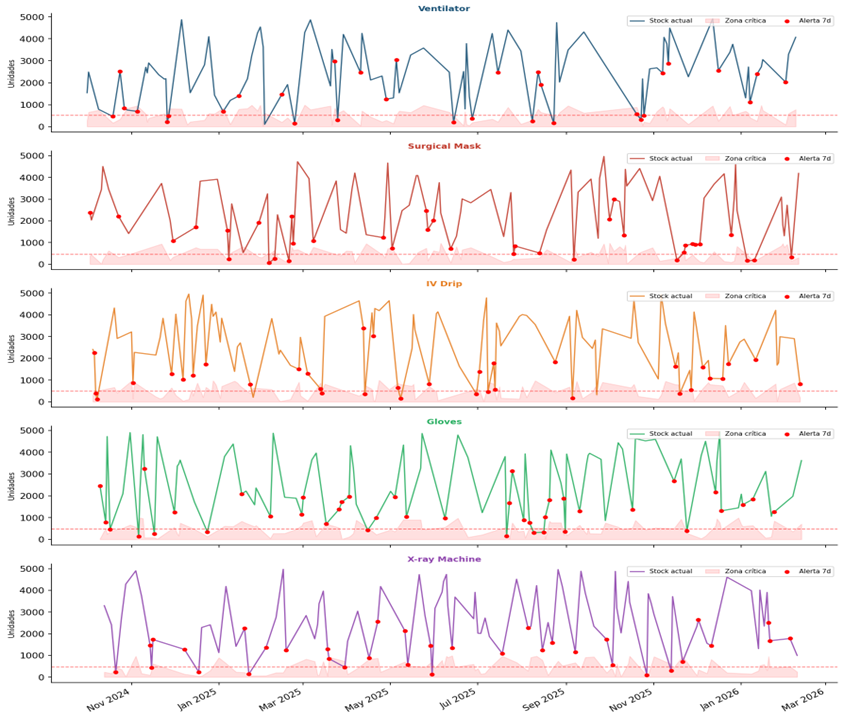 Ventilator
Stock actual Zona crítica Alerta 7d
5000
4000
3000
2000
1000
0
Unidades
Surgical Mask
Stock actual Zona crítica Alerta 7d
5000
4000
3000
2000
1000
0
Unidades
IV Drip
Stock actual Zona crítica Alerta 7d
5000
4000
3000
2000
1000
0
Unidades
Gloves
Stock actual Zona crítica Alerta 7d
5000
4000
3000
2000
1000
0
Unidades
X-ray Machine
Stock actual Zona crítica Alerta 7d
5000
4000
3000
2000
1000
0
Unidades
Nov 2024 Jan 2025 Mar 2025 May 2025 Jul 2025 Sep 2025 Nov 2025 Jan 2026 Mar 2026